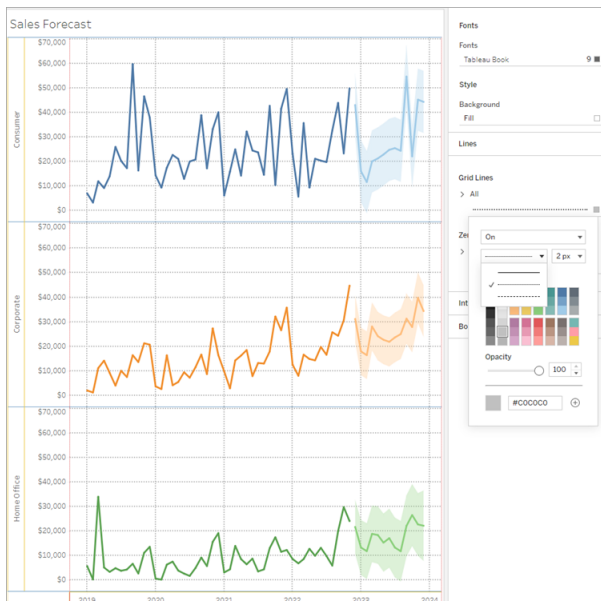 Sales Forecast
Consumer
$70,000
$60,000
$50,000
$40,000
$30,000
$20,000
$10,000
$0
Corporate
$70,000
$60,000
$50,000
$40,000
$30,000
$20,000
$10,000
$0
Home Office
$70,000
$60,000
$50,000
$40,000
$30,000
$20,000
$10,000
$0
2019 2020 2021 2022 2023 2024
Fonts
Fonts
Tableau Book 9
Style
Background
Fill
Lines
Grid Lines
All
On
2 px
Opacity
100
#C0C0C0